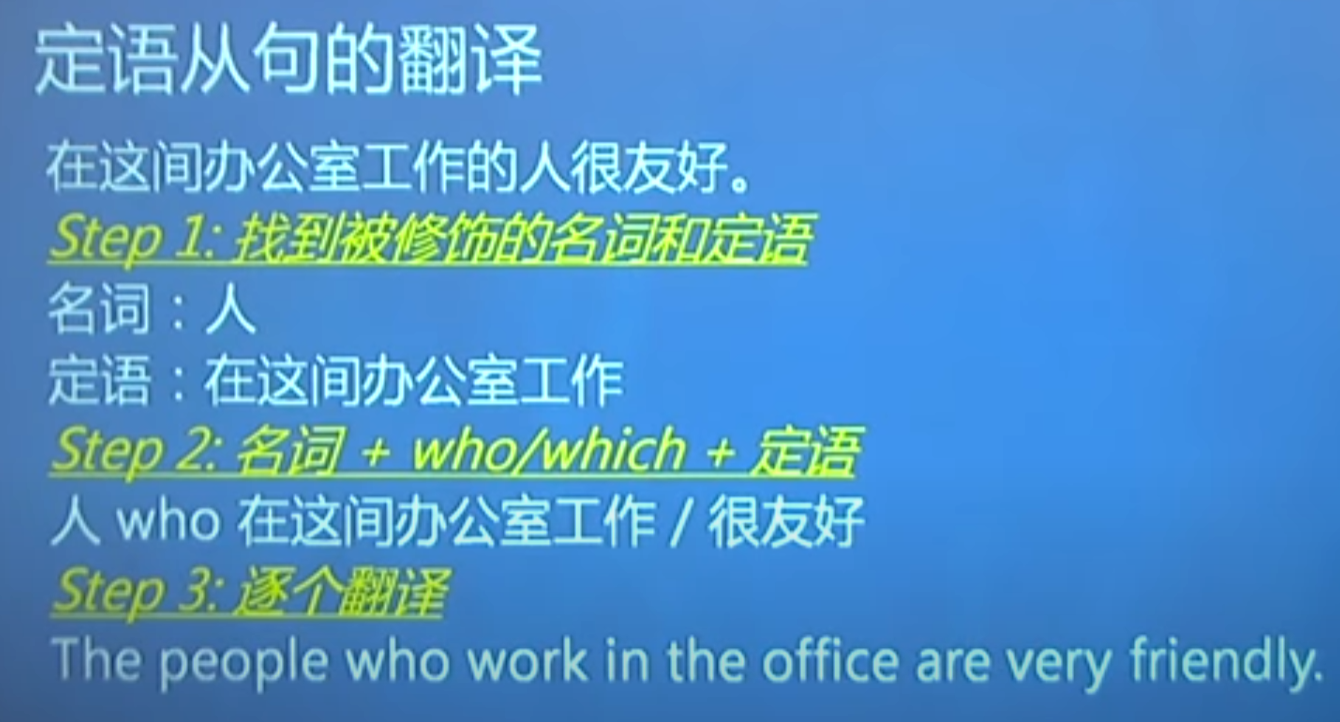 定语从句的翻译
在这间办公室工作的人很友好。
Step 1: 找到被修饰的名词和定语
名词：人
定语：在这间办公室工作
Step 2: 名词 + who/which + 定语
人 who 在这间办公室工作 / 很友好
Step 3: 逐个翻译
The people who work in the office are very friendly.